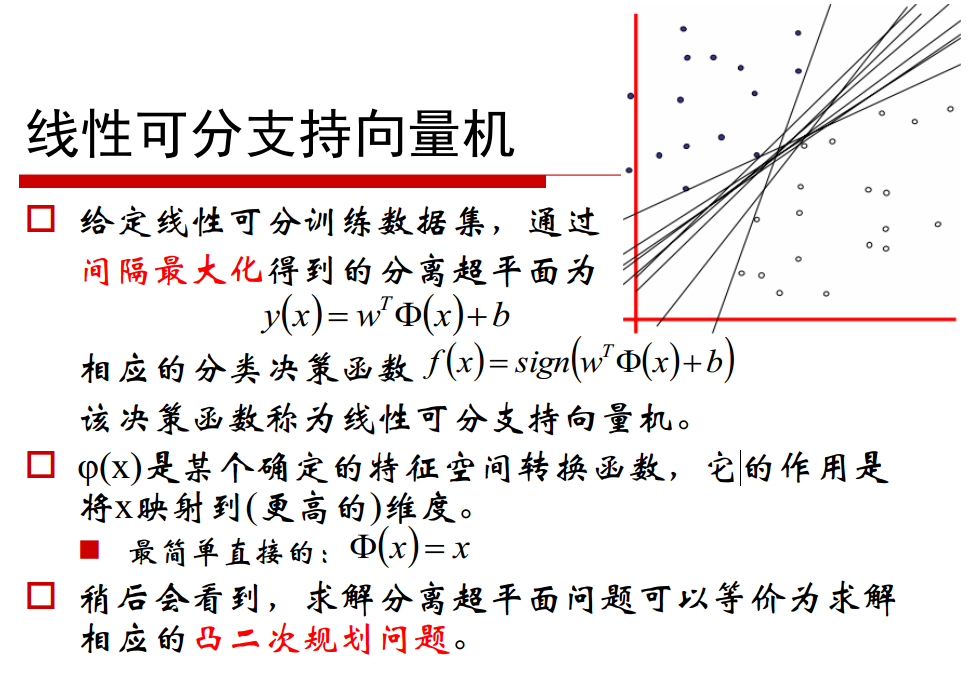 线性可分支持向量机
给定线性可分训练数据集，通过
间隔最大化得到的分离超平面为
y(x)=w^TΦ(x)+b
相应的分类决策函数 f(x)=sign(w^TΦ(x)+b)
该决策函数称为线性可分支持向量机。
φ(x)是某个确定的特征空间转换函数，它的作用是
将x映射到(更高的)维度。
最简单直接的：Φ(x)=x
稍后会看到，求解分离超平面问题可以等价为求解
相应的凸二次规划问题。